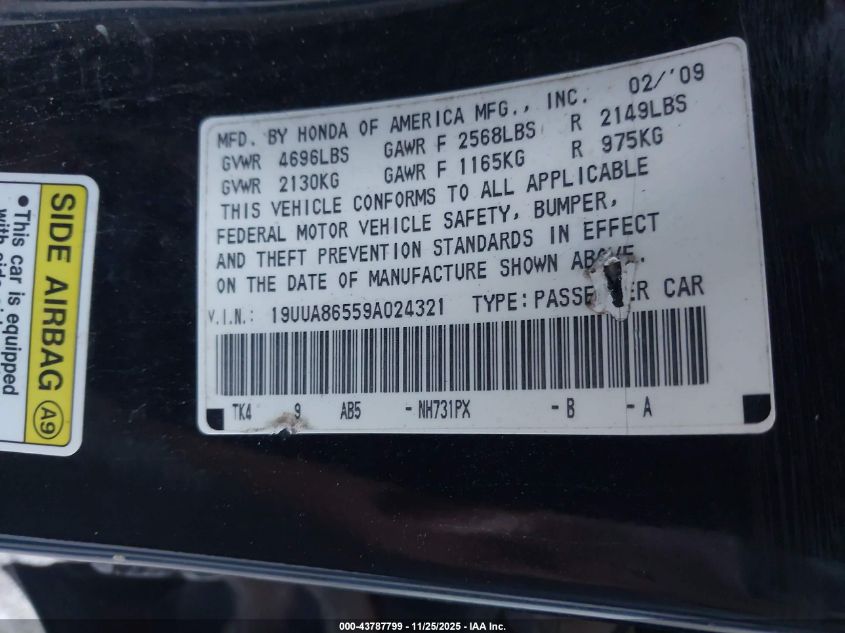 MFD. BY HONDA OF AMERICA MFG., INC. 02/'09
GVWR 4696LBS GAWR F 2568LBS R 2149LBS
GVWR 2130KG GAWR F 1165KG R 975KG
THIS VEHICLE CONFORMS TO ALL APPLICABLE
FEDERAL MOTOR VEHICLE SAFETY, BUMPER,
AND THEFT PREVENTION STANDARDS IN EFFECT
ON THE DATE OF MANUFACTURE SHOWN ABOVE.
V.I.N.: 19UUA86559A024321 TYPE: PASSENGER CAR
TK4 9 AB5 -NH731PX -B -A
SIDE AIRBAG A9
•This car is equipped
with side
000-43787799 - 11/25/2025 - IAA Inc.